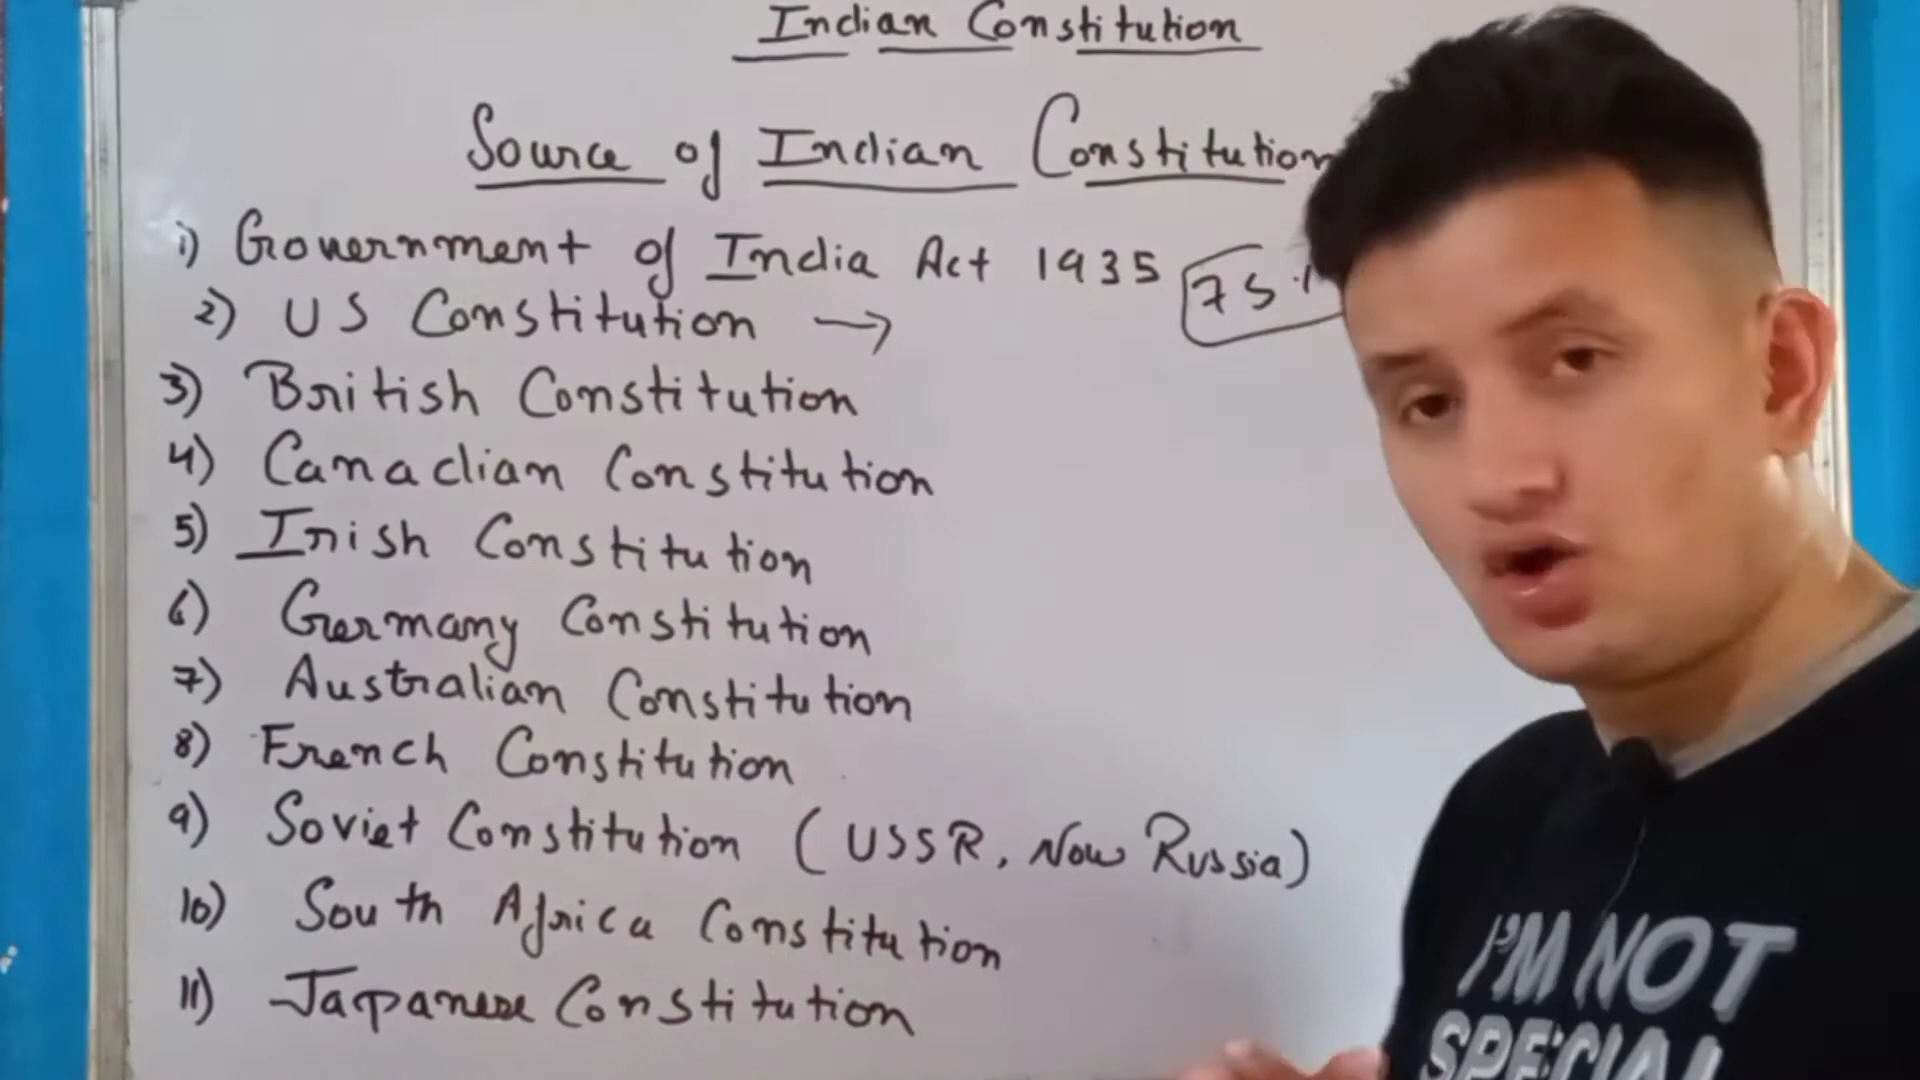 Indian Constitution
Source of Indian Constitution
1) Government of India Act 1935 75%
2) US Constitution →
3) British Constitution
4) Canadian Constitution
5) Irish Constitution
6) Germany Constitution
7) Australian Constitution
8) French Constitution
9) Soviet Constitution (USSR, Now Russia)
10) South Africa Constitution
11) Japanese Constitution
I'M NOT
SPECIAL